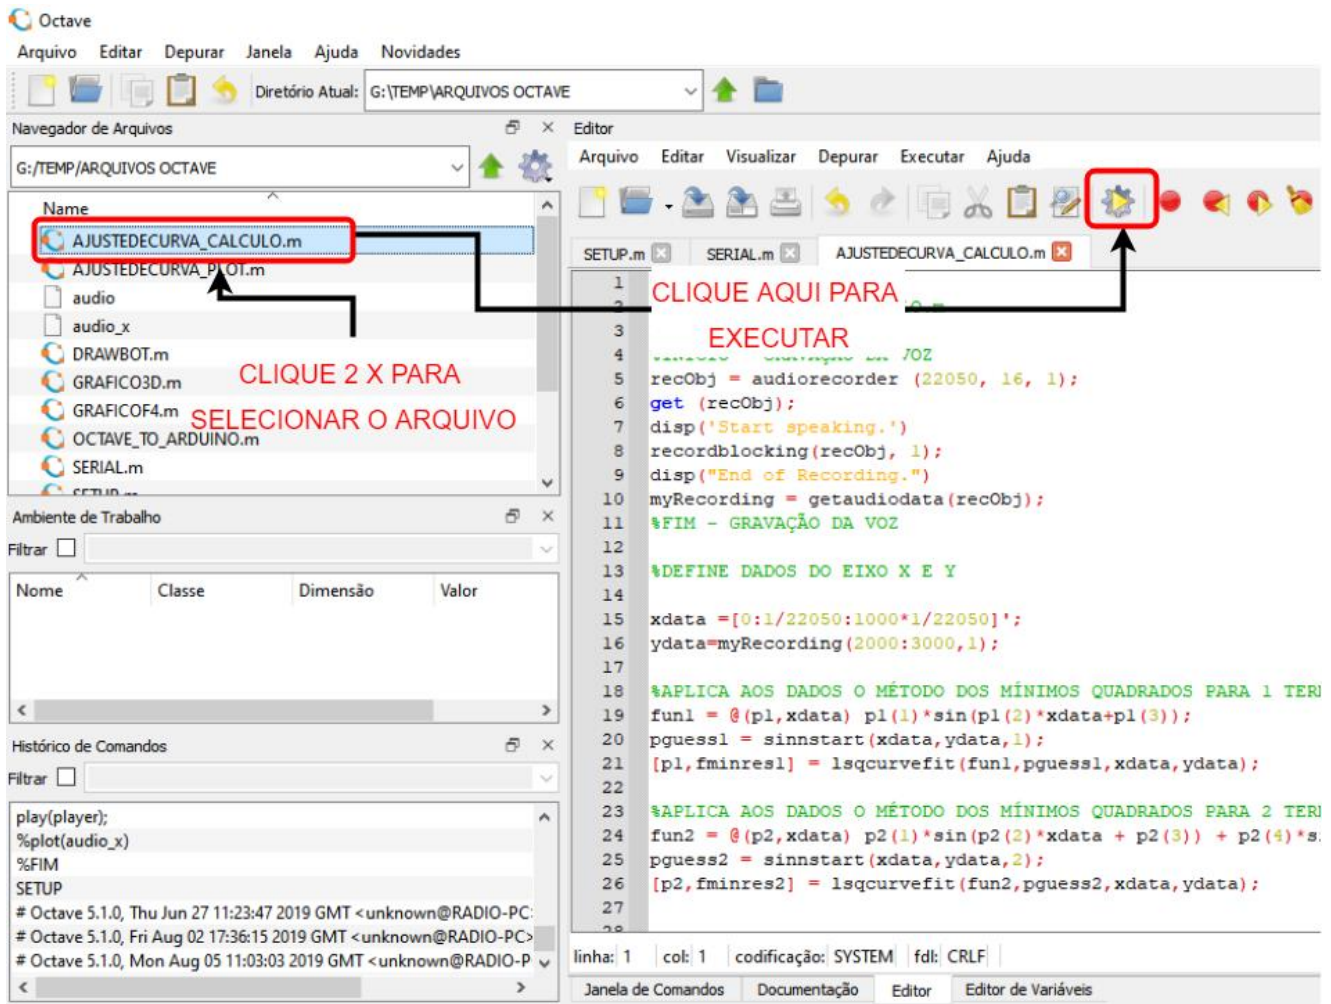 Octave
Arquivo Editar Depurar Janela Ajuda Novidades
Diretório Atual: G:\TEMP\ARQUIVOS OCTAVE
Navegador de Arquivos
G:/TEMP/ARQUIVOS OCTAVE
Name
AJUSTEDECURVA_CALCULO.m
AJUSTEDECURVA_PLOT.m
audio
audio_x
DRAWBOT.m
GRAFICO3D.m
GRAFICOF4.m
OCTAVE_TO_ARDUINO.m
SERIAL.m
SETUP.m
CLIQUE 2 X PARA
SELECIONAR O ARQUIVO
Ambiente de Trabalho
Filtrar
Nome Classe Dimensão Valor
Histórico de Comandos
Filtrar
play(player);
%plot(audio_x)
%FIM
SETUP
# Octave 5.1.0, Thu Jun 27 11:23:47 2019 GMT <unknown@RADIO-PC>
# Octave 5.1.0, Fri Aug 02 17:36:15 2019 GMT <unknown@RADIO-PC>
# Octave 5.1.0, Mon Aug 05 11:03:03 2019 GMT <unknown@RADIO-P
Editor
Arquivo Editar Visualizar Depurar Executar Ajuda
SETUP.m SERIAL.m AJUSTEDECURVA_CALCULO.m
CLIQUE AQUI PARA
EXECUTAR
1
2
3
4 VOZ
5 recObj = audiorecorder (22050, 16, 1);
6 get (recObj);
7 disp('Start speaking.')
8 recordblocking(recObj, 1);
9 disp("End of Recording.")
10 myRecording = getaudiodata(recObj);
11 %FIM - GRAVAÇÃO DA VOZ
12
13 %DEFINE DADOS DO EIXO X E Y
14
15 xdata =[0:1/22050:1000*1/22050]';
16 ydata=myRecording(2000:3000,1);
17
18 %APLICA AOS DADOS O MÉTODO DOS MÍNIMOS QUADRADOS PARA 1 TER
19 fun1 = @(p1,xdata) p1(1)*sin(p1(2)*xdata+p1(3));
20 pguess1 = sinnstart(xdata,ydata,1);
21 [p1,fminres1] = lsqcurvefit(fun1,pguess1,xdata,ydata);
22
23 %APLICA AOS DADOS O MÉTODO DOS MÍNIMOS QUADRADOS PARA 2 TER
24 fun2 = @(p2,xdata) p2(1)*sin(p2(2)*xdata + p2(3)) + p2(4)*s
25 pguess2 = sinnstart(xdata,ydata,2);
26 [p2,fminres2] = lsqcurvefit(fun2,pguess2,xdata,ydata);
27
28
linha: 1 col: 1 codificação: SYSTEM fdl: CRLF
Janela de Comandos Documentação Editor Editor de Variáveis